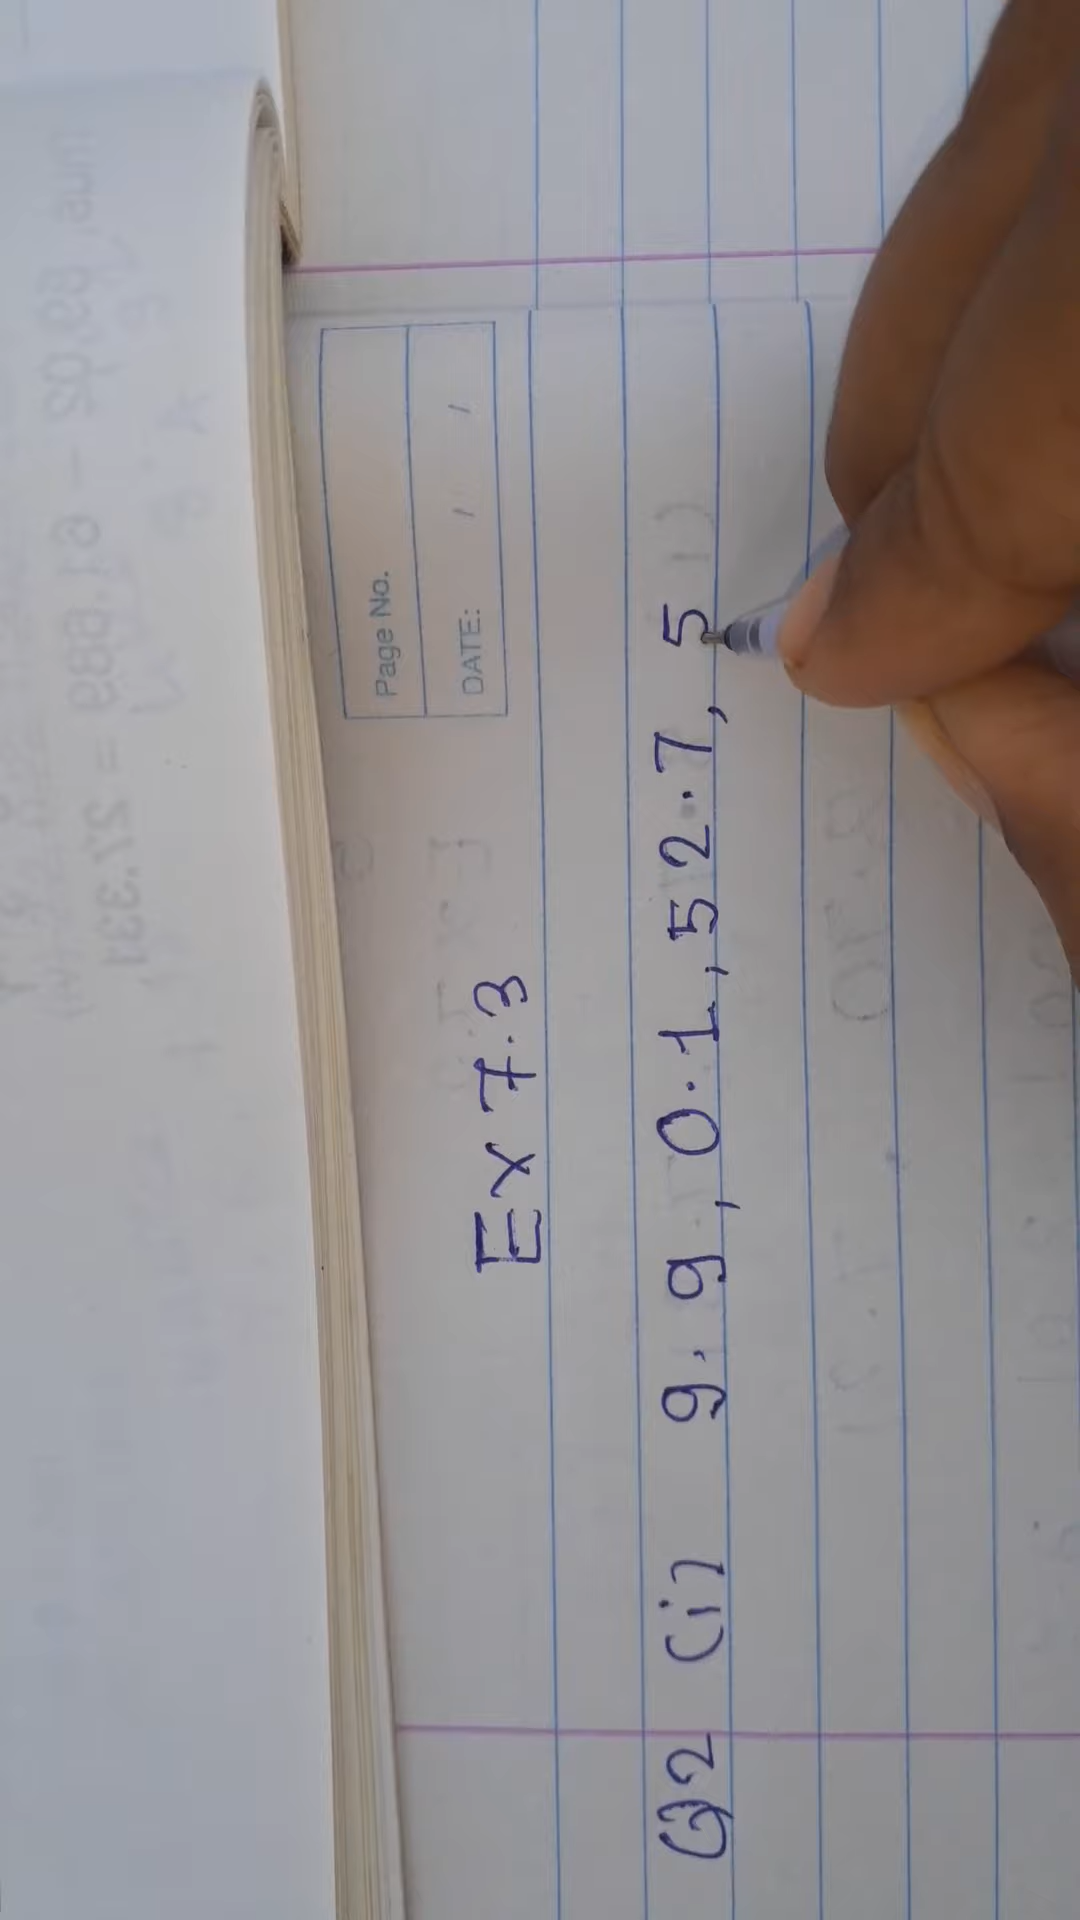 Page No.
DATE: / /
Ex 7.3
Q2 (i) 9.9, 0.1, 52.7, 5